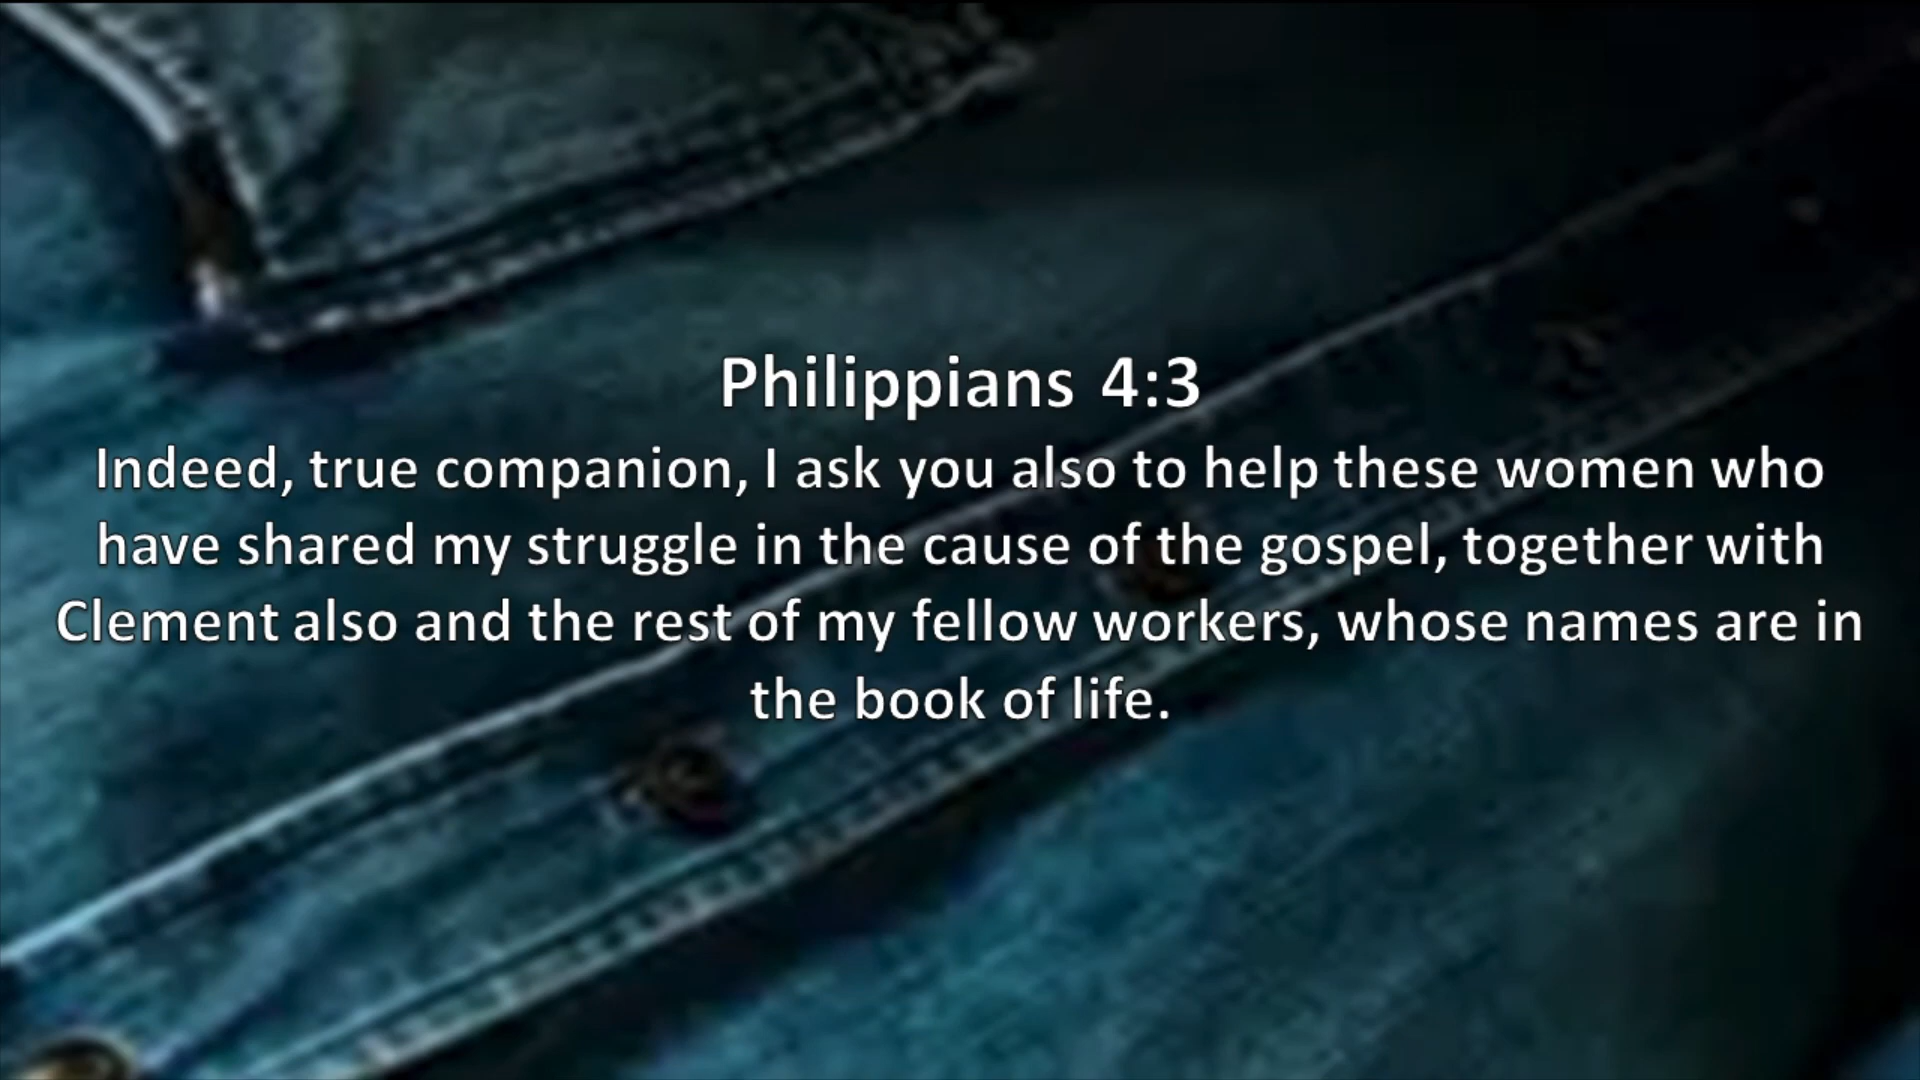 Philippians 4:3
Indeed, true companion, I ask you also to help these women who
have shared my struggle in the cause of the gospel, together with
Clement also and the rest of my fellow workers, whose names are in
the book of life.